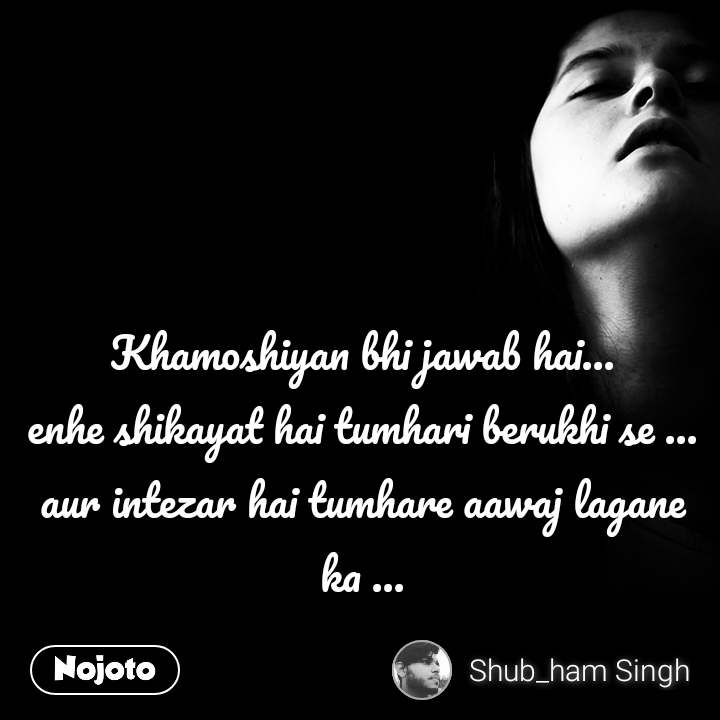 Khamoshiyan bhi jawab hai...
enhe shikayat hai tumhari berukhi se ...
aur intezar hai tumhare aawaj lagane
ka ...
Nojoto
Shub_ham Singh